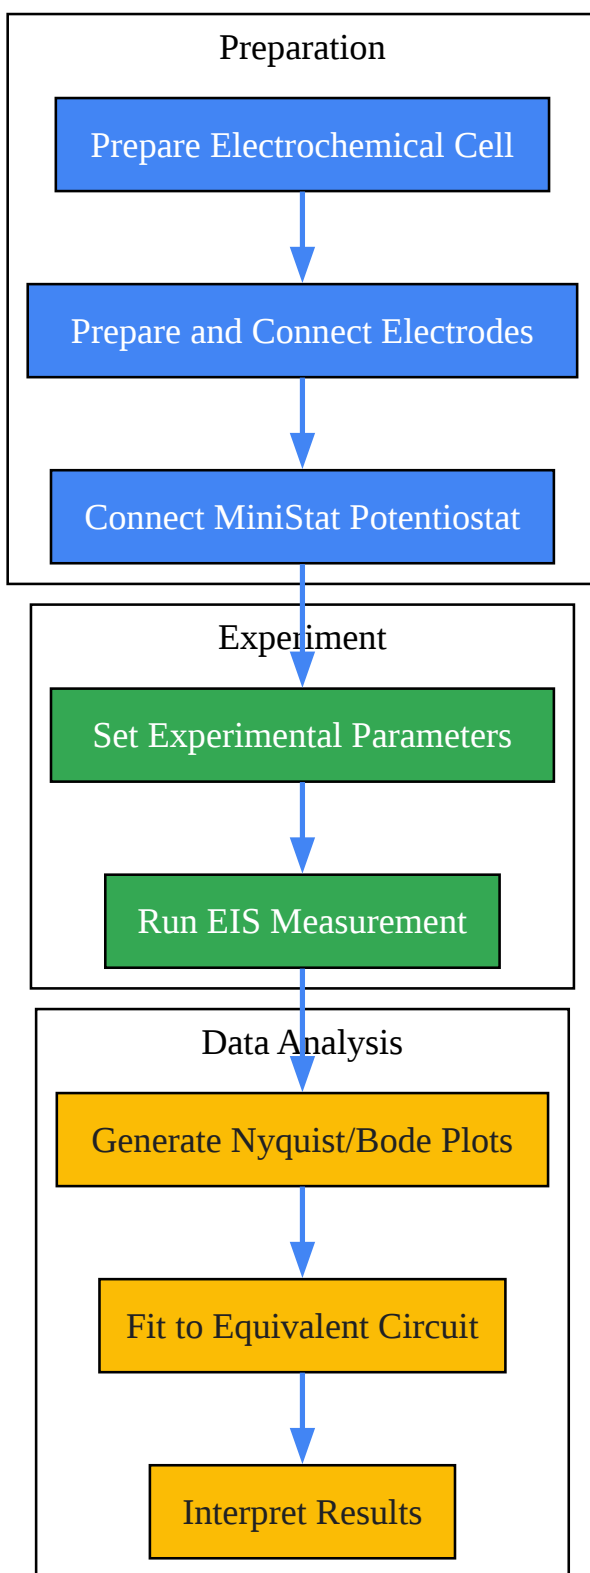 Preparation
Prepare Electrochemical Cell
Prepare and Connect Electrodes
Connect MiniStat Potentiostat
Experiment
Set Experimental Parameters
Run EIS Measurement
Data Analysis
Generate Nyquist/Bode Plots
Fit to Equivalent Circuit
Interpret Results